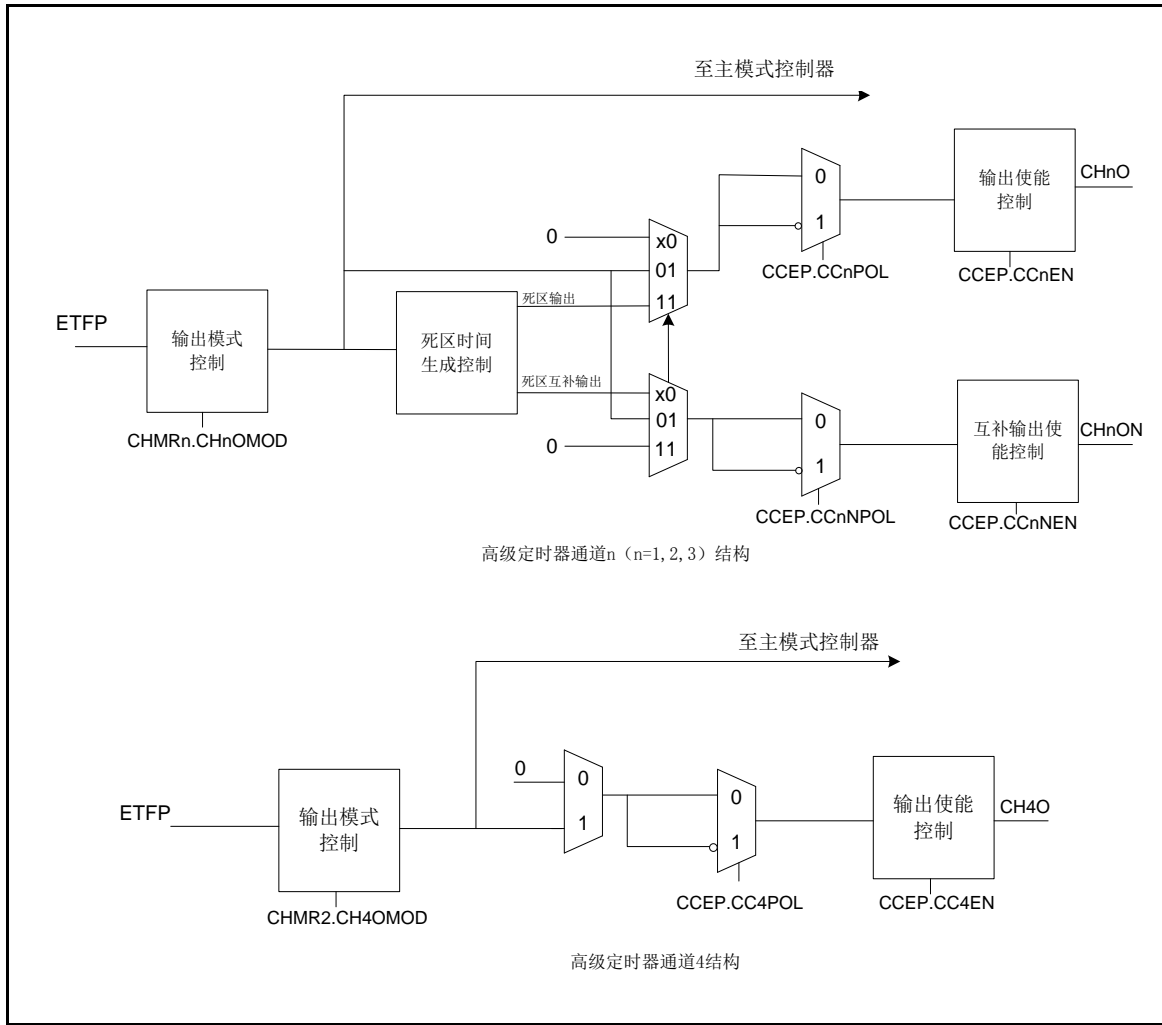 至主模式控制器
0
x0
01
11
0
1
CCEP.CCnPOL
输出使能
控制
CHnO
CCEP.CCnEN
ETFP
输出模式
控制
CHMRn.CHnOMOD
死区时间
生成控制
死区输出
死区互补输出
x0
01
11
0
0
1
CCEP.CCnNPOL
互补输出使
能控制
CHnON
CCEP.CCnNEN
高级定时器通道n（n=1,2,3）结构
至主模式控制器
ETFP
输出模式
控制
CHMR2.CH4OMOD
0
0
1
0
1
CCEP.CC4POL
输出使能
控制
CH4O
CCEP.CC4EN
高级定时器通道4结构